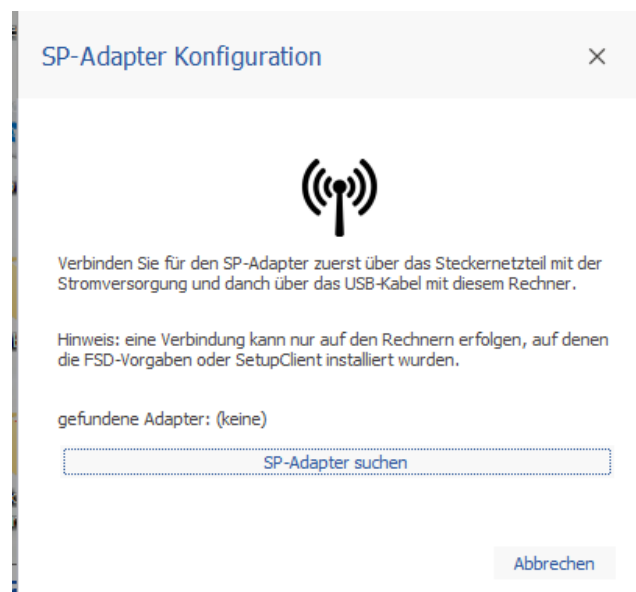 SP-Adapter Konfiguration
Verbinden Sie für den SP-Adapter zuerst über das Steckernetzteil mit der
Stromversorgung und danch über das USB-Kabel mit diesem Rechner.
Hinweis: eine Verbindung kann nur auf den Rechnern erfolgen, auf denen
die FSD-Vorgaben oder SetupClient installiert wurden.
gefundene Adapter: (keine)
SP-Adapter suchen
Abbrechen